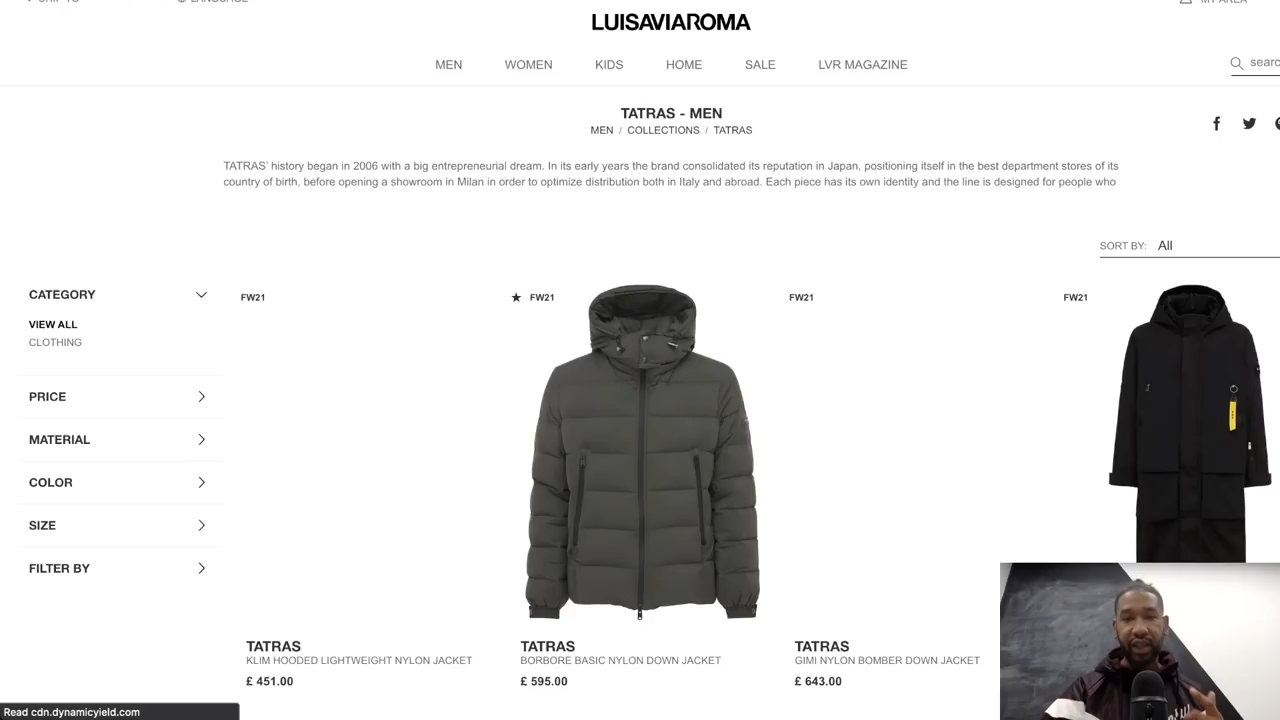 LUISAVIAROMA
MEN WOMEN KIDS HOME SALE LVR MAGAZINE
searc
TATRAS - MEN
MEN / COLLECTIONS / TATRAS
TATRAS' history began in 2006 with a big entrepreneurial dream. In its early years the brand consolidated its reputation in Japan, positioning itself in the best department stores of its
country of birth, before opening a showroom in Milan in order to optimize distribution both in Italy and abroad. Each piece has its own identity and the line is designed for people who
SORT BY: All
CATEGORY
VIEW ALL
CLOTHING
PRICE
MATERIAL
COLOR
SIZE
FILTER BY
FW21
FW21
FW21
FW21
TATRAS
KLIM HOODED LIGHTWEIGHT NYLON JACKET
£ 451.00
TATRAS
BORBORE BASIC NYLON DOWN JACKET
£ 595.00
TATRAS
GIMI NYLON BOMBER DOWN JACKET
£ 643.00
Read cdn.dynamicyield.com